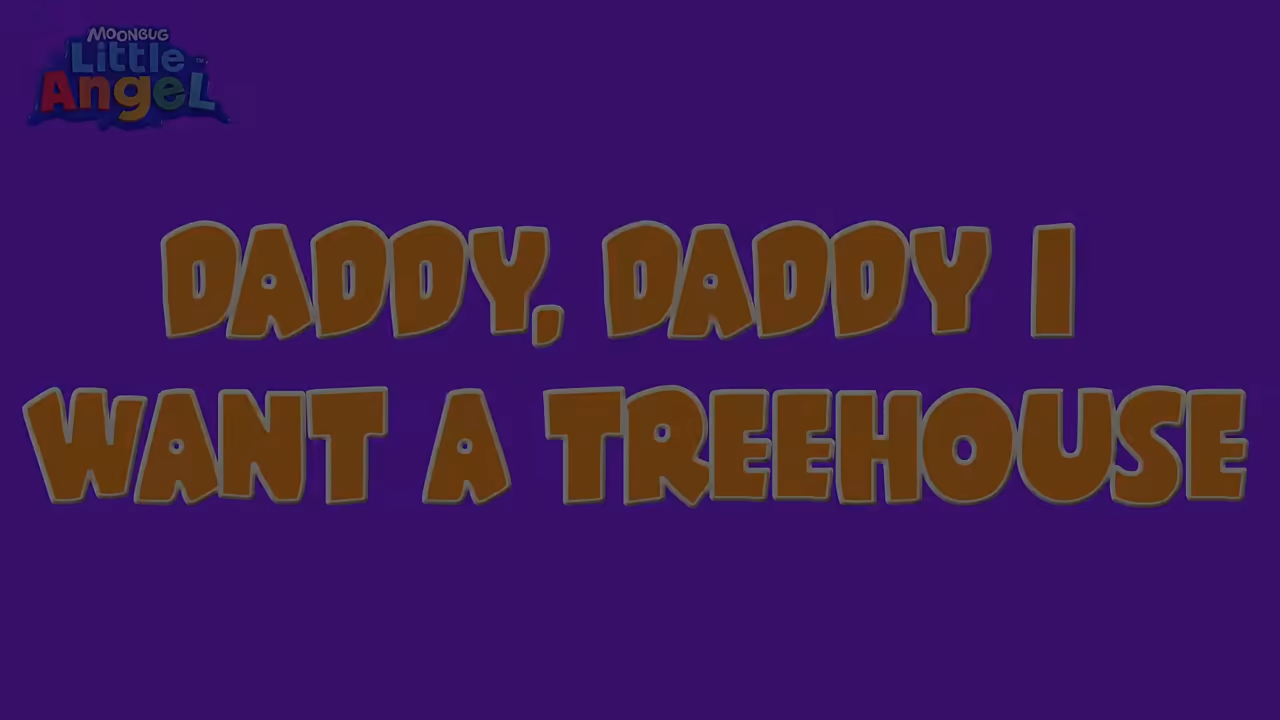 MOONBUG
Little
Angel
DADDY, DADDY I
WANT A TREEHOUSE